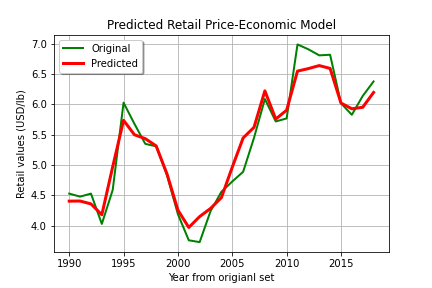 Predicted Retail Price-Economic Model
Original
Predicted
Retail values (USD/lb)
7.0
6.5
6.0
5.5
5.0
4.5
4.0
1990 1995 2000 2005 2010 2015
Year from origianl set